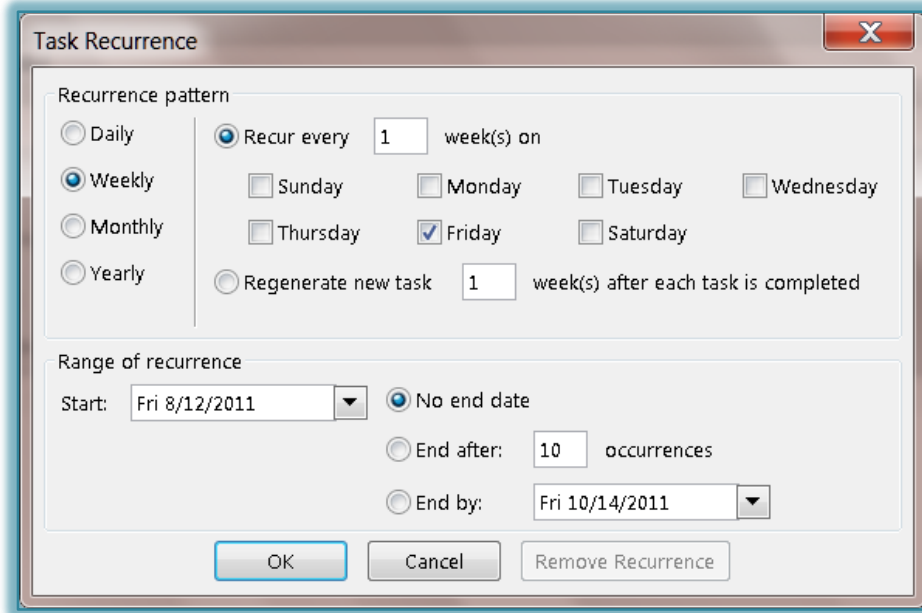 Task Recurrence
Recurrence pattern
Daily
Recur every 1 week(s) on
Weekly
Sunday Monday Tuesday Wednesday
Monthly
Thursday Friday Saturday
Yearly
Regenerate new task 1 week(s) after each task is completed
Range of recurrence
Start: Fri 8/12/2011
No end date
End after: 10 occurrences
End by: Fri 10/14/2011
OK Cancel Remove Recurrence